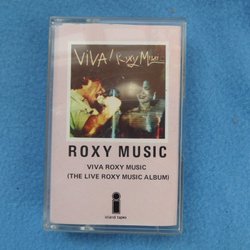 VIVA! Roxy Music
ROXY MUSIC
VIVA ROXY MUSIC
(THE LIVE ROXY MUSIC ALBUM)
i
island tapes